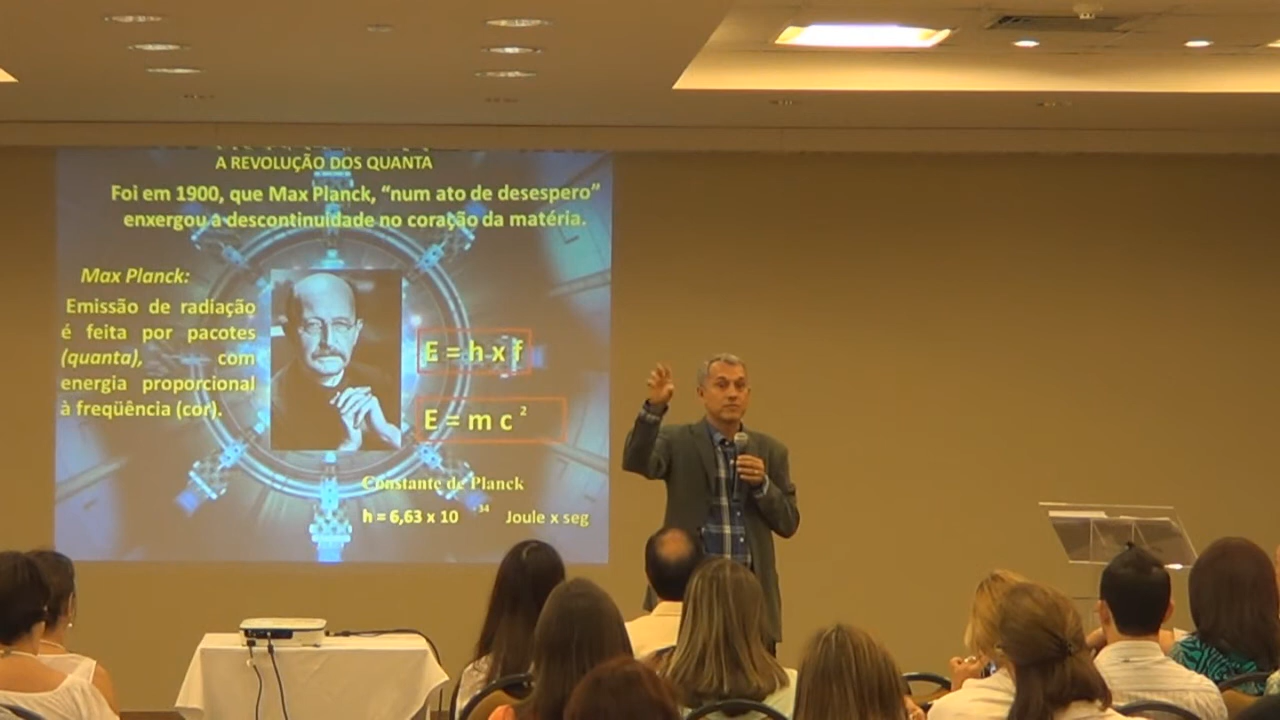 A REVOLUÇÃO DOS QUANTA
Foi em 1900, que Max Planck, “num ato de desespero”
enxergou a descontinuidade no coração da matéria.
Max Planck:
Emissão de radiação
é feita por pacotes
(quanta), com
energia proporcional
à freqüência (cor).
E = h x f
E = m c ²
Constante de Planck
h = 6,63 x 10 ⁻³⁴ Joule x seg